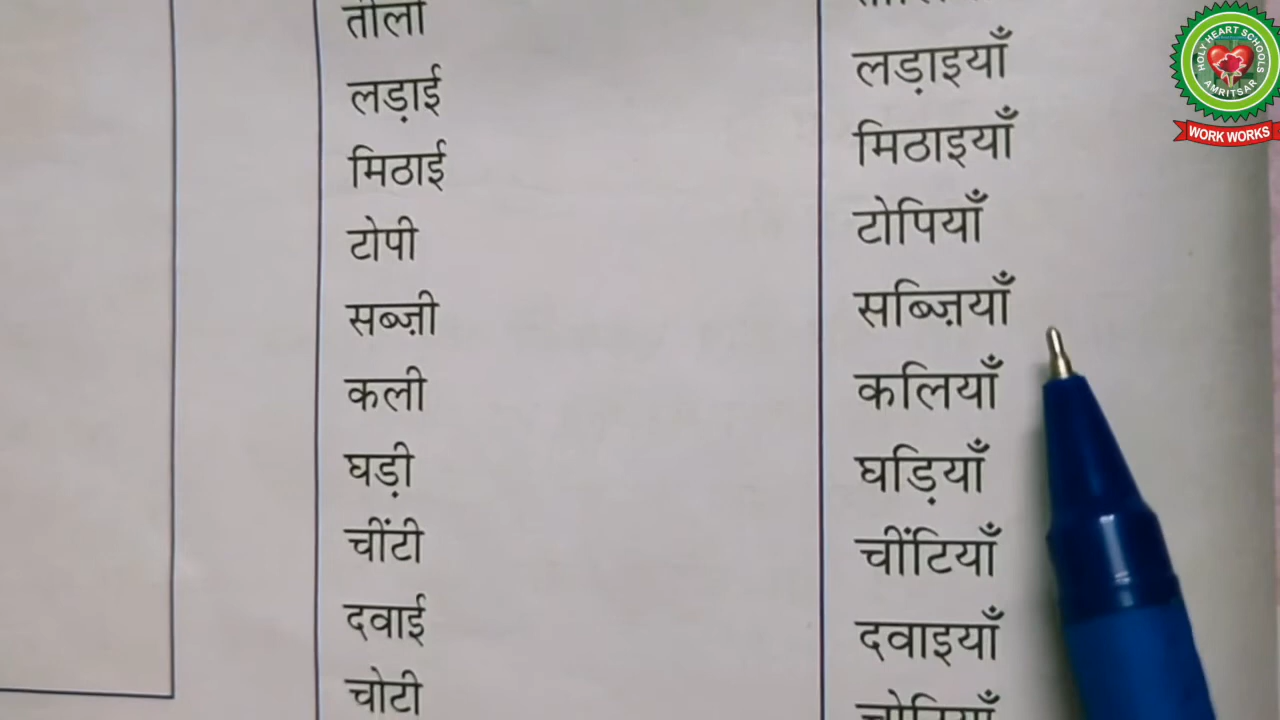 तीली
लड़ाई
मिठाई
टोपी
सब्ज़ी
कली
घड़ी
चींटी
दवाई
चोटी
लड़ाइयाँ
मिठाइयाँ
टोपियाँ
सब्ज़ियाँ
कलियाँ
घड़ियाँ
चींटियाँ
दवाइयाँ
HOLY HEART SCHOOLS
AMRITSAR
WORK WORKS